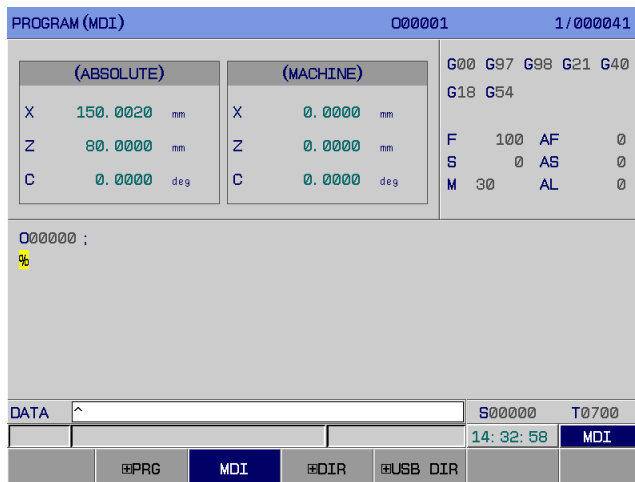 PROGRAM(MDI) O00001 1/000041
(ABSOLUTE) (MACHINE) G00 G97 G98 G21 G40
G18 G54
X 150.0020 mm X 0.0000 mm
Z 80.0000 mm Z 0.0000 mm F 100 AF 0
S 0 AS 0
C 0.0000 deg C 0.0000 deg M 30 AL 0
O00000 ;
%
DATA ^ S00000 T0700
14:32:58 MDI
⊞PRG MDI ⊞DIR ⊞USB DIR